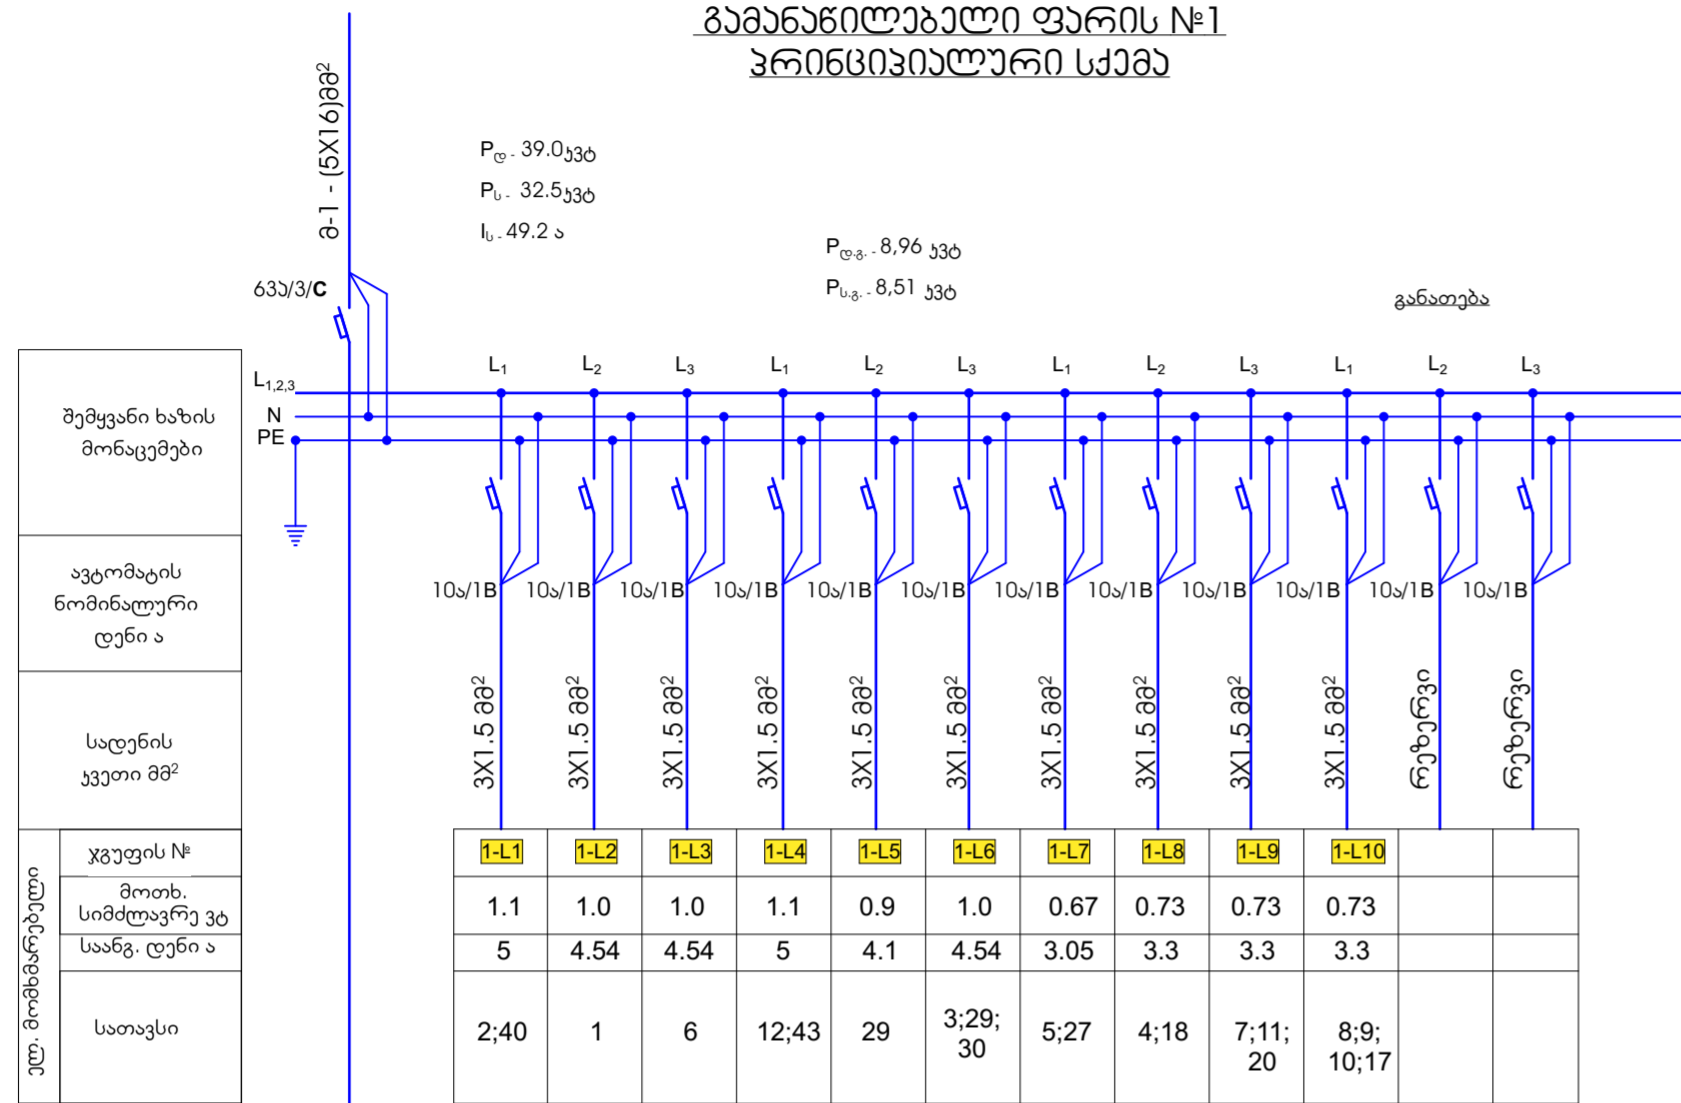 გამანაწილებელი ფარის №1
პრინციპიალური სქემა
მ-1 - (5X16)მმ²
Pდ - 39.0კვტ
Pს - 32.5კვტ
Iს - 49.2 ა
Pდ.გ. - 8,96 კვტ
Pს.გ. - 8,51 კვტ
63ა/3/C
განათება
L₁ L₂ L₃ L₁ L₂ L₃ L₁ L₂ L₃ L₁ L₂ L₃
L₁,₂,₃
N
PE
შემყვანი ხაზის
მონაცემები
ავტომატის
ნომინალური
დენი ა
10ა/1B 10ა/1B 10ა/1B 10ა/1B 10ა/1B 10ა/1B 10ა/1B 10ა/1B 10ა/1B 10ა/1B 10ა/1B 10ა/1B
სადენის
კვეთი მმ²
3X1.5 მმ² 3X1.5 მმ² 3X1.5 მმ² 3X1.5 მმ² 3X1.5 მმ² 3X1.5 მმ² 3X1.5 მმ² 3X1.5 მმ² 3X1.5 მმ² 3X1.5 მმ² რეზერვი რეზერვი
ელ. მომხმარებელი
ჯგუფის № 1-L1 1-L2 1-L3 1-L4 1-L5 1-L6 1-L7 1-L8 1-L9 1-L10
მოთხ.
სიმძლავრე ვტ 1.1 1.0 1.0 1.1 0.9 1.0 0.67 0.73 0.73 0.73
საანგ. დენი ა 5 4.54 4.54 5 4.1 4.54 3.05 3.3 3.3 3.3
სათავსი 2;40 1 6 12;43 29 3;29; 30 5;27 4;18 7;11; 20 8;9; 10;17